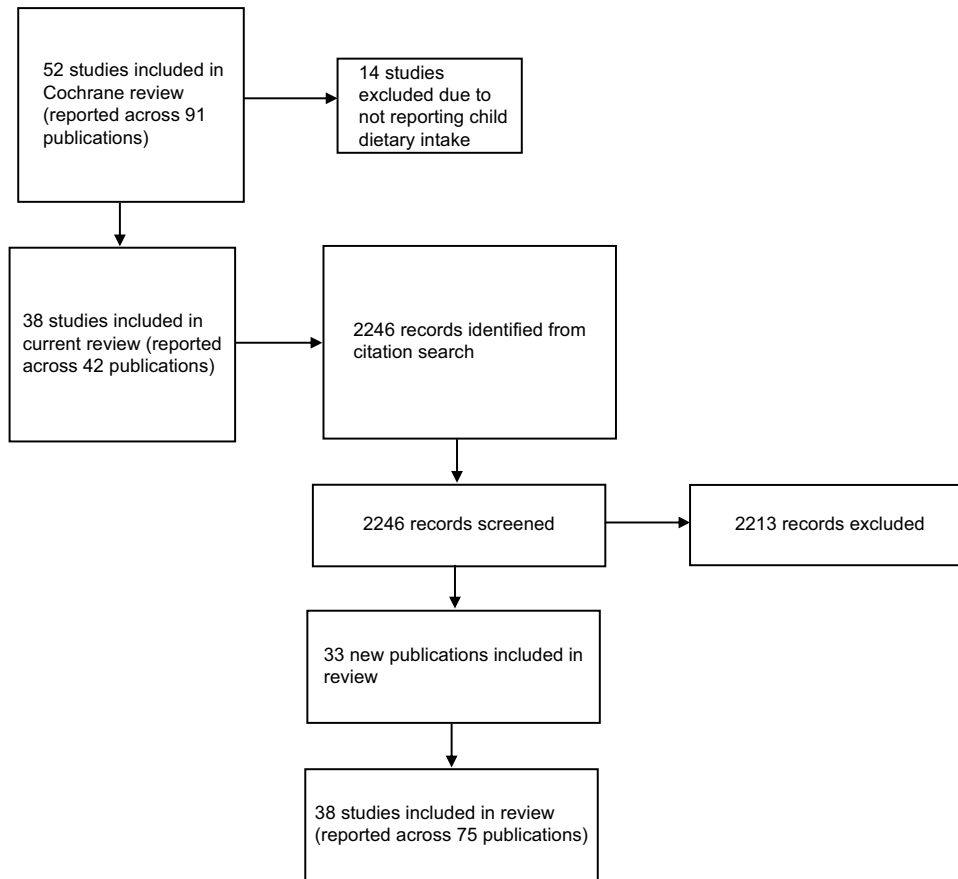 52 studies included in
Cochrane review
(reported across 91
publications)
14 studies
excluded due to
not reporting child
dietary intake
38 studies included in
current review (reported
across 42 publications)
2246 records identified from
citation search
2246 records screened
2213 records excluded
33 new publications included in
review
38 studies included in review
(reported across 75 publications)